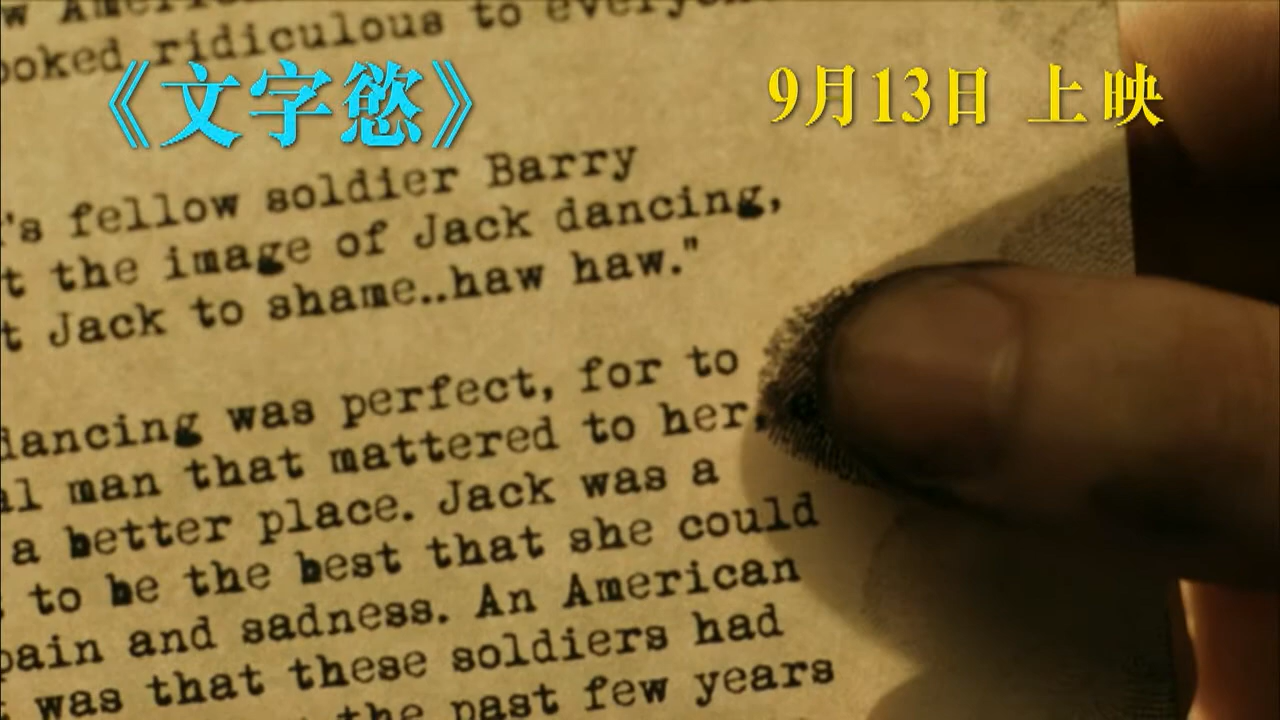 《文字慾》
9月13日 上映
ooked ridiculous to
's fellow soldier Barry
t the image of Jack dancing,
t Jack to shame..haw haw."
dancing was perfect, for to
al man that mattered to her,
a better place. Jack was a
to be the best that she could
pain and sadness. An American
was that these soldiers had
the past few years